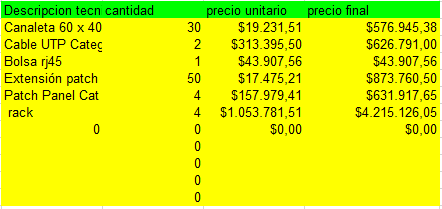 Descripcion tecn cantidad precio unitario precio final
Canaleta 60 x 40 30 $19.231,51 $576.945,38
Cable UTP Categ 2 $313.395,50 $626.791,00
Bolsa rj45 1 $43.907,56 $43.907,56
Extensión patch 50 $17.475,21 $873.760,50
Patch Panel Cat 4 $157.979,41 $631.917,65
rack 4 $1.053.781,51 $4.215.126,05
0 0 $0,00 $0,00
0
0
0
0